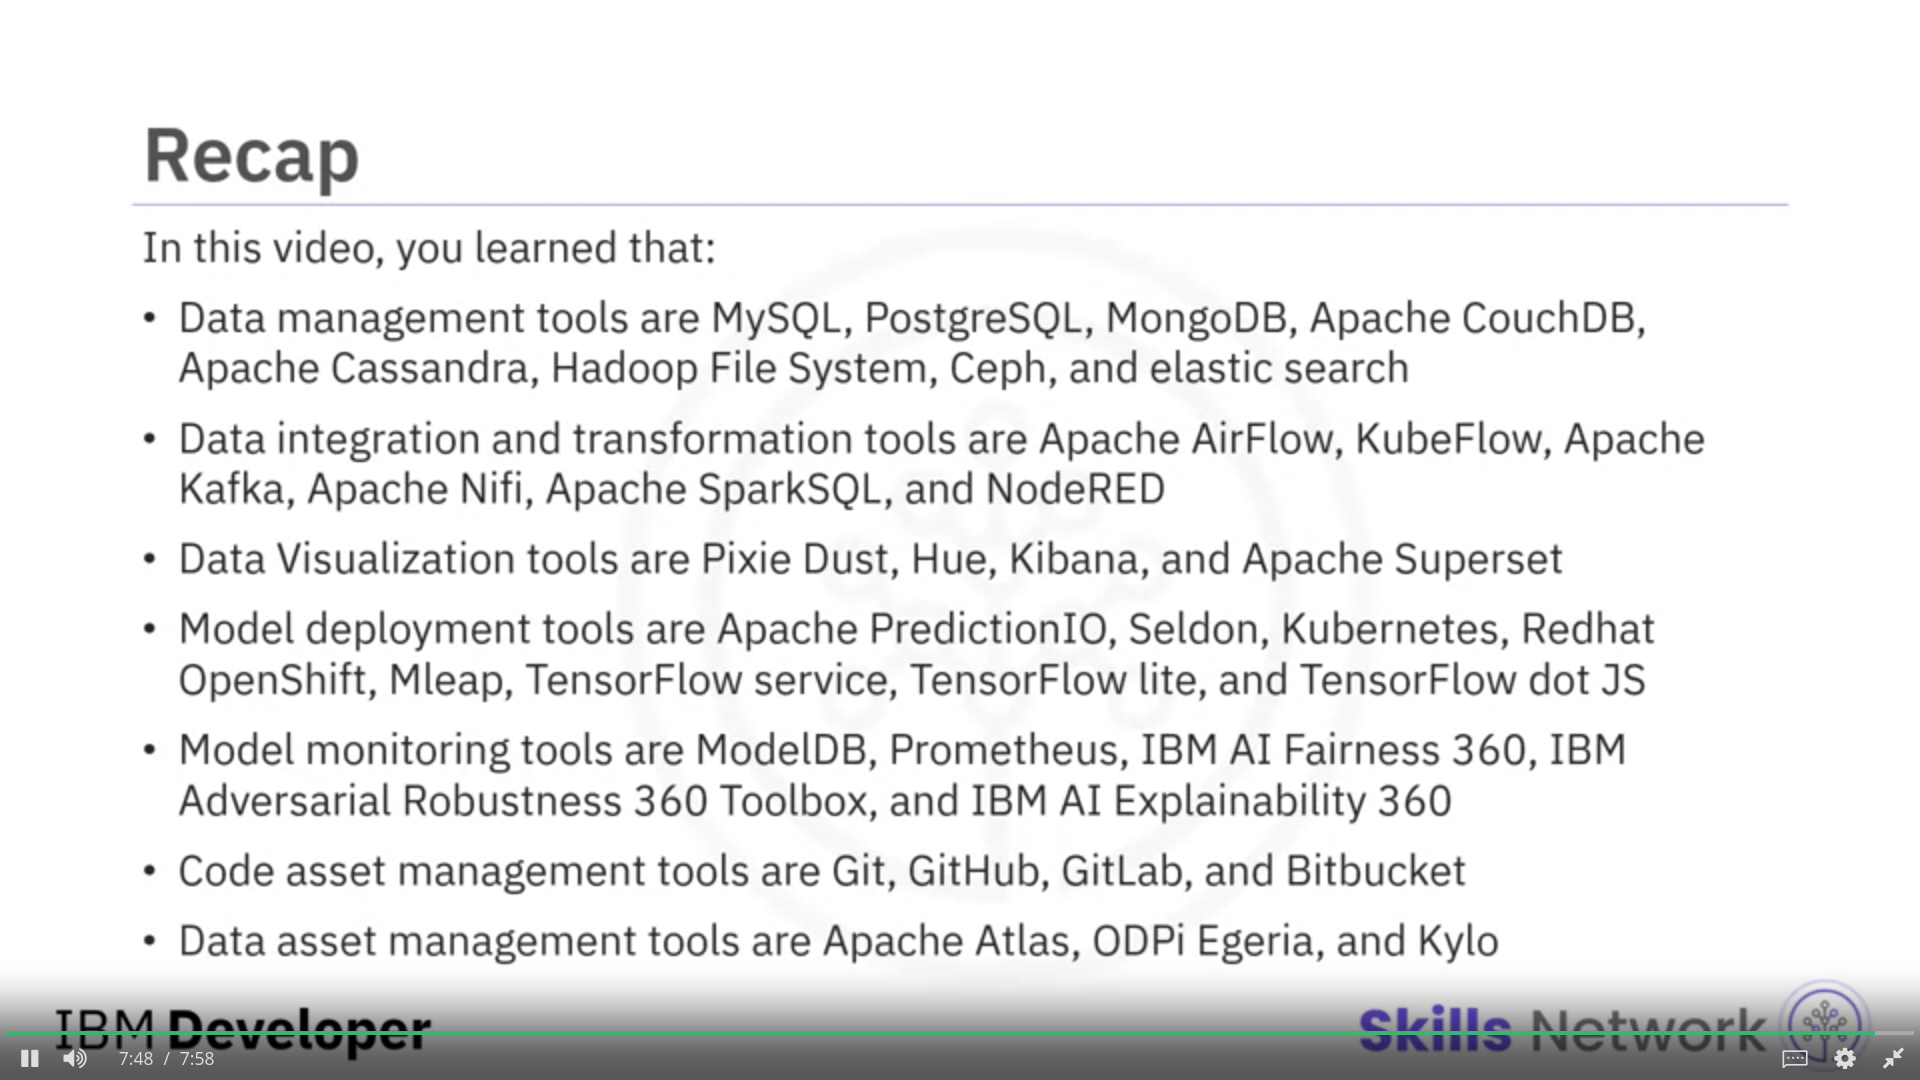 Recap
In this video, you learned that:
• Data management tools are MySQL, PostgreSQL, MongoDB, Apache CouchDB,
Apache Cassandra, Hadoop File System, Ceph, and elastic search
• Data integration and transformation tools are Apache AirFlow, KubeFlow, Apache
Kafka, Apache Nifi, Apache SparkSQL, and NodeRED
• Data Visualization tools are Pixie Dust, Hue, Kibana, and Apache Superset
• Model deployment tools are Apache PredictionIO, Seldon, Kubernetes, Redhat
OpenShift, Mleap, TensorFlow service, TensorFlow lite, and TensorFlow dot JS
• Model monitoring tools are ModelDB, Prometheus, IBM AI Fairness 360, IBM
Adversarial Robustness 360 Toolbox, and IBM AI Explainability 360
• Code asset management tools are Git, GitHub, GitLab, and Bitbucket
• Data asset management tools are Apache Atlas, ODPi Egeria, and Kylo
IBM Developer
Skills Network
7:48 / 7:58